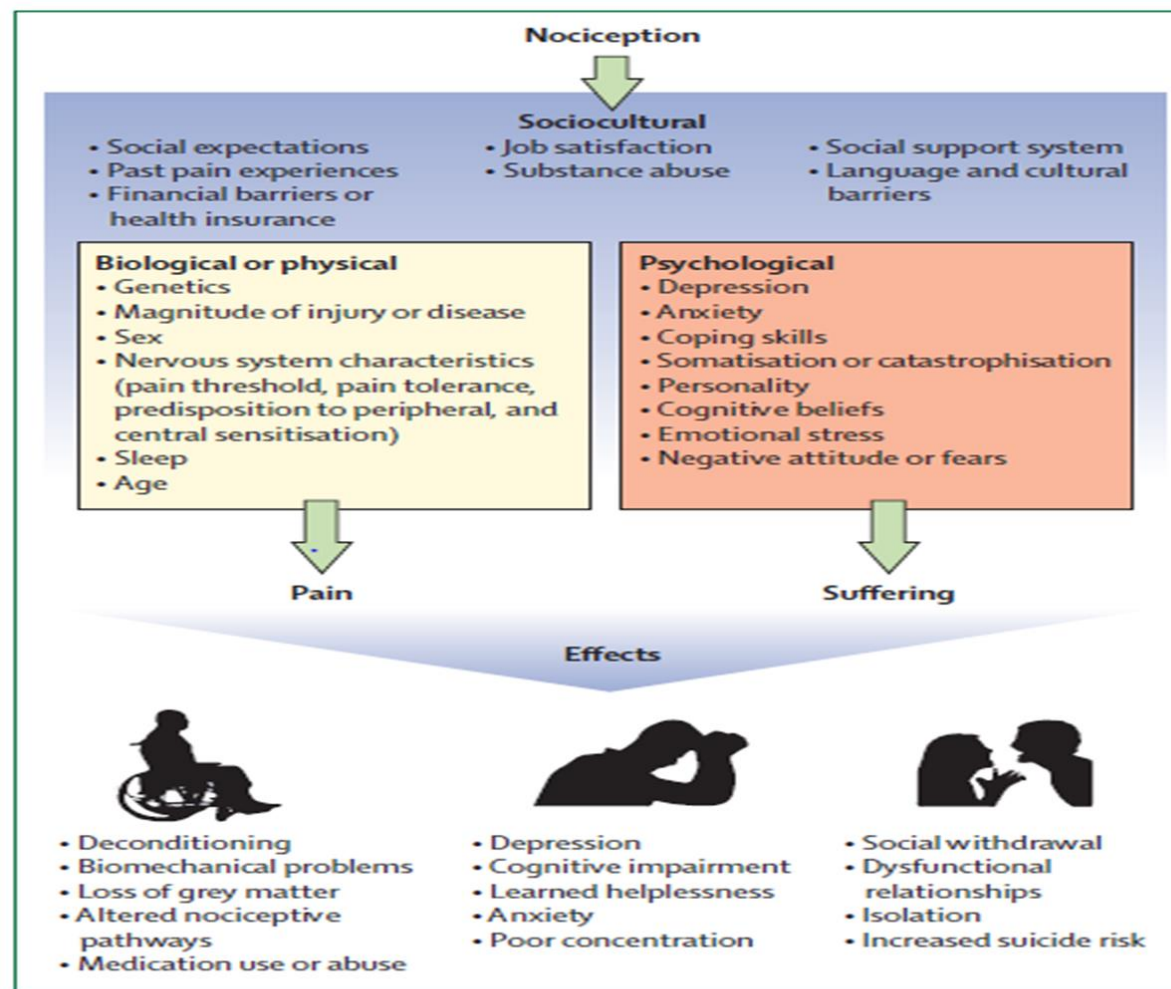 Nociception
Sociocultural
• Social expectations
• Past pain experiences
• Financial barriers or
health insurance
• Job satisfaction
• Substance abuse
• Social support system
• Language and cultural
barriers
Biological or physical
• Genetics
• Magnitude of injury or disease
• Sex
• Nervous system characteristics
(pain threshold, pain tolerance,
predisposition to peripheral, and
central sensitisation)
• Sleep
• Age
Psychological
• Depression
• Anxiety
• Coping skills
• Somatisation or catastrophisation
• Personality
• Cognitive beliefs
• Emotional stress
• Negative attitude or fears
Pain
Suffering
Effects
• Deconditioning
• Biomechanical problems
• Loss of grey matter
• Altered nociceptive
pathways
• Medication use or abuse
• Depression
• Cognitive impairment
• Learned helplessness
• Anxiety
• Poor concentration
• Social withdrawal
• Dysfunctional
relationships
• Isolation
• Increased suicide risk